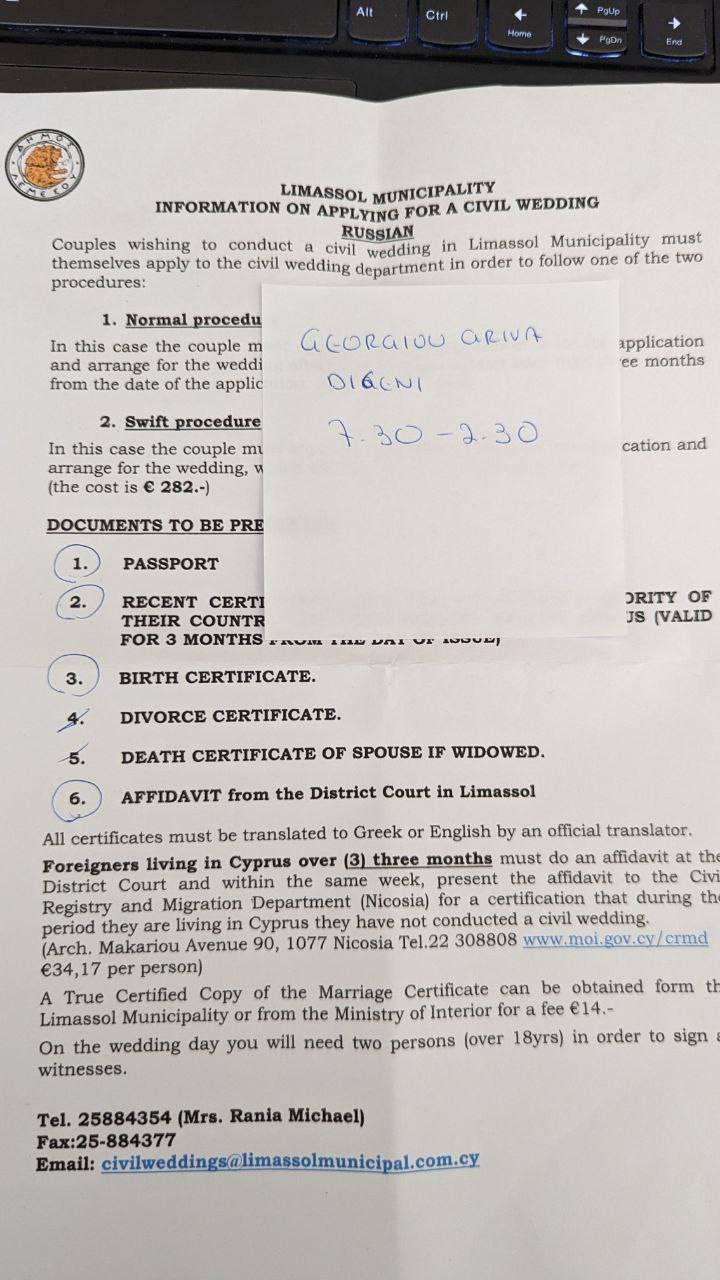 Alt
Ctrl
Home
PgUp
PgDn
End
ΔΗΜΟΣ
ΛΕΜΕΣΟΥ
LIMASSOL MUNICIPALITY
INFORMATION ON APPLYING FOR A CIVIL WEDDING
RUSSIAN
Couples wishing to conduct a civil wedding in Limassol Municipality must
themselves apply to the civil wedding department in order to follow one of the two
procedures:
1. Normal procedu
In this case the couple m application
and arrange for the weddi ee months
from the date of the applic
2. Swift procedure
In this case the couple mu cation and
arrange for the wedding, w
(the cost is € 282.-)
GEORGIOU GRIVA
DIGENI
7.30 - 2.30
DOCUMENTS TO BE PRE
1. PASSPORT
2. RECENT CERTI ORITY OF
THEIR COUNTR US (VALID
FOR 3 MONTHS FROM THE DAY OF ISSUE)
3. BIRTH CERTIFICATE.
4. DIVORCE CERTIFICATE.
5. DEATH CERTIFICATE OF SPOUSE IF WIDOWED.
6. AFFIDAVIT from the District Court in Limassol
All certificates must be translated to Greek or English by an official translator.
Foreigners living in Cyprus over (3) three months must do an affidavit at the
District Court and within the same week, present the affidavit to the Civi
Registry and Migration Department (Nicosia) for a certification that during the
period they are living in Cyprus they have not conducted a civil wedding.
(Arch. Makariou Avenue 90, 1077 Nicosia Tel.22 308808 www.moi.gov.cy/crmd
€34,17 per person)
A True Certified Copy of the Marriage Certificate can be obtained form th
Limassol Municipality or from the Ministry of Interior for a fee €14.-
On the wedding day you will need two persons (over 18yrs) in order to sign a
witnesses.
Tel. 25884354 (Mrs. Rania Michael)
Fax:25-884377
Email: civilweddings@limassolmunicipal.com.cy